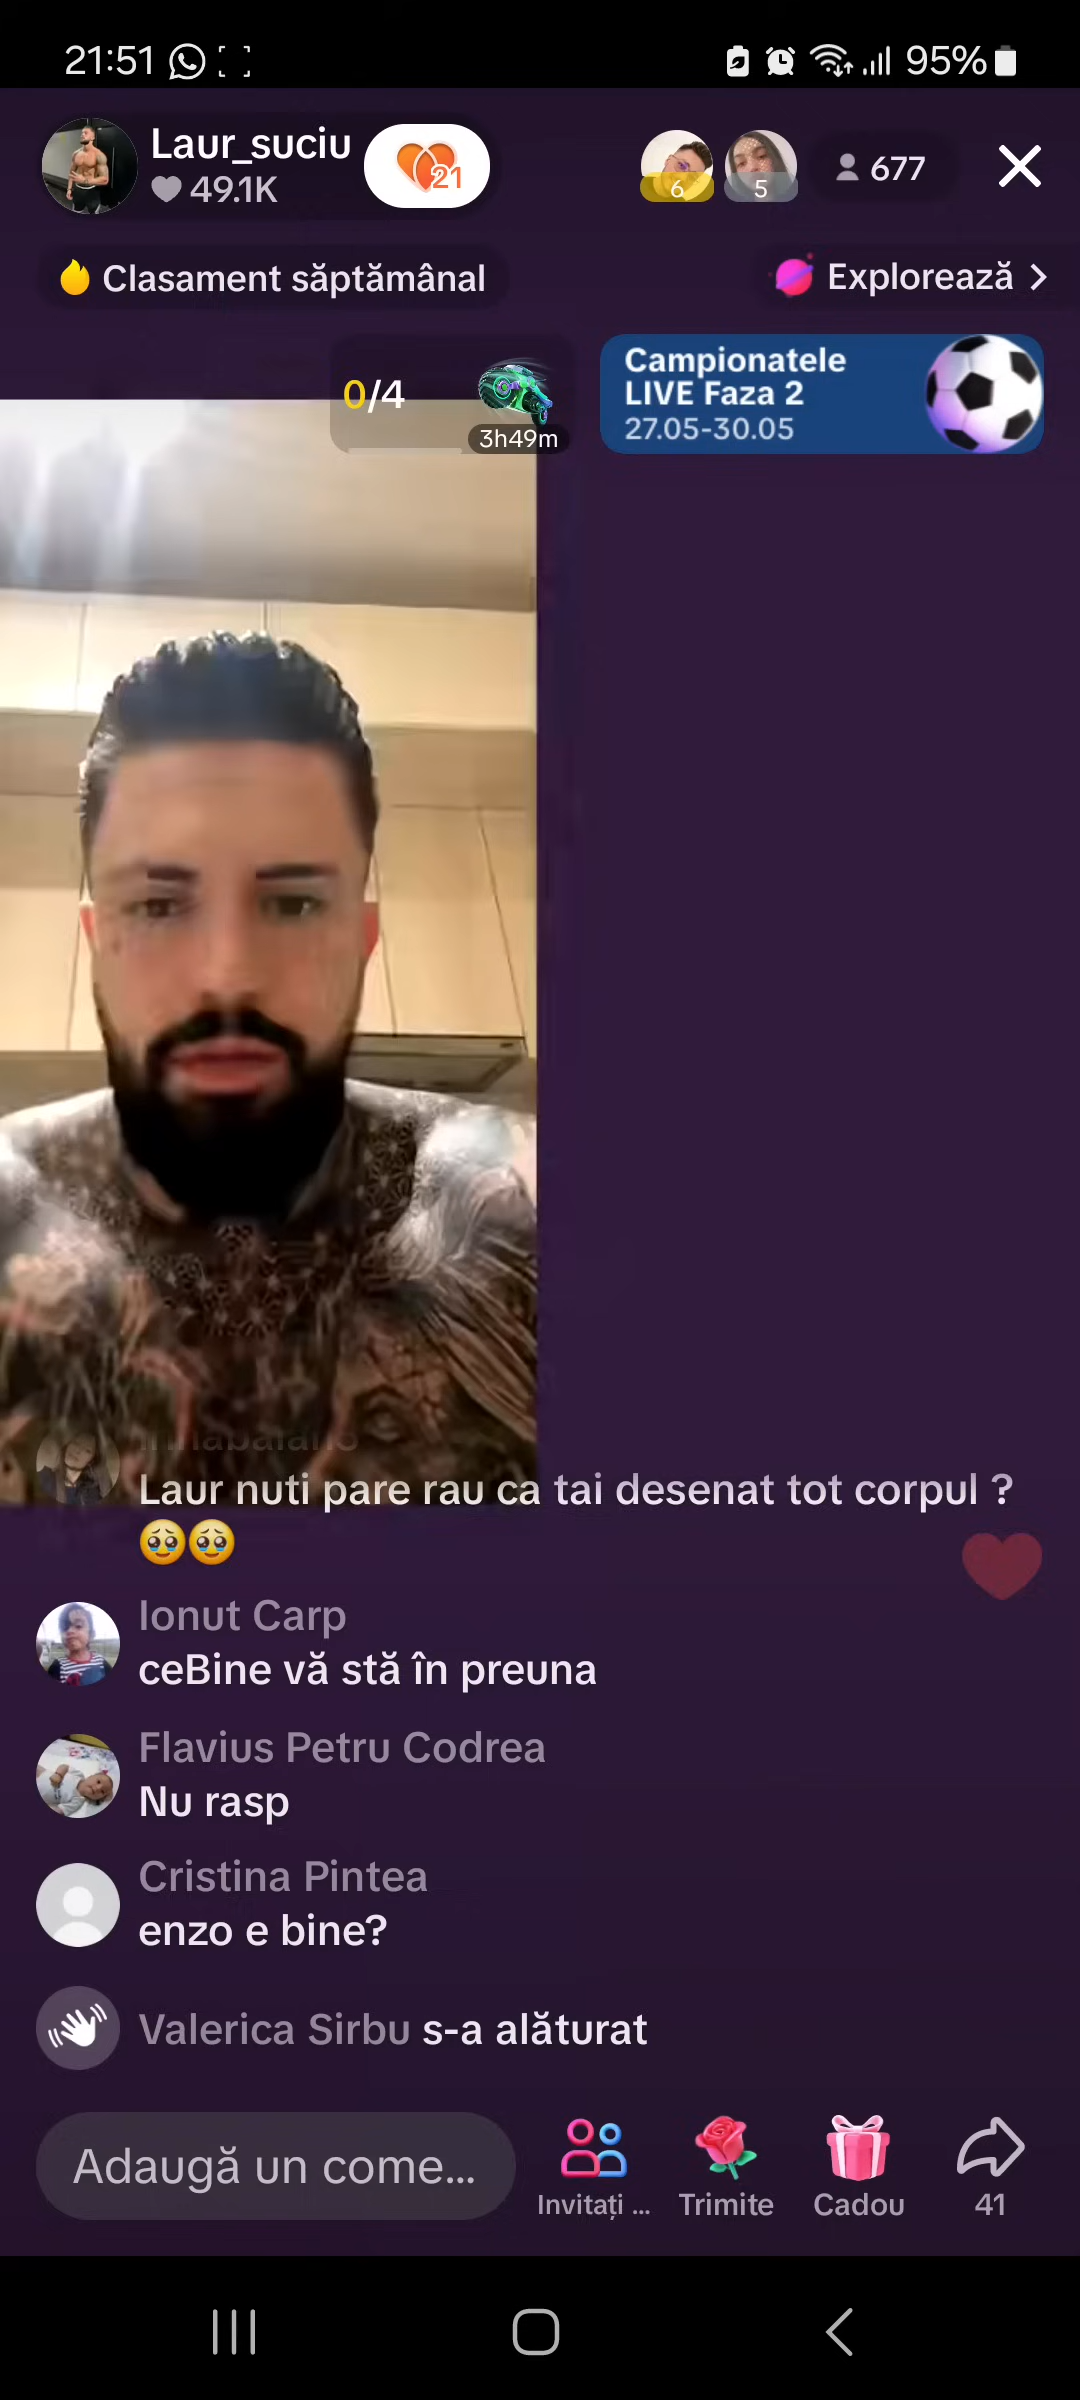 21:51
95%
Laur_suciu
49.1K
21
6
5
677
Clasament săptămânal
Explorează
0/4
3h49m
Campionatele
LIVE Faza 2
27.05-30.05
Laur nuti pare rau ca tai desenat tot corpul ?
🥹🥹
Ionut Carp
ceBine vă stă în preuna
Flavius Petru Codrea
Nu rasp
Cristina Pintea
enzo e bine?
Valerica Sirbu s-a alăturat
Adaugă un come...
Invitați ...
Trimite
Cadou
41